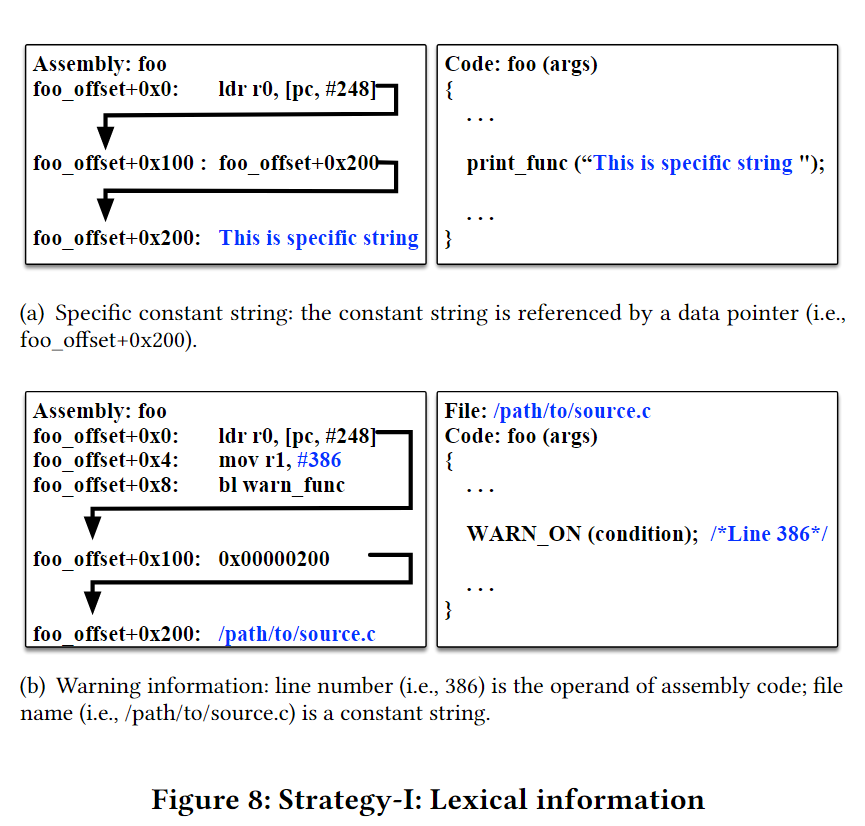 Assembly: foo
foo_offset+0x0: ldr r0, [pc, #248]
foo_offset+0x100 : foo_offset+0x200
foo_offset+0x200: This is specific string
Code: foo (args)
{
...
print_func (“This is specific string ");
...
}
(a) Specific constant string: the constant string is referenced by a data pointer (i.e.,
foo_offset+0x200).
Assembly: foo
foo_offset+0x0: ldr r0, [pc, #248]
foo_offset+0x4: mov r1, #386
foo_offset+0x8: bl warn_func
foo_offset+0x100: 0x00000200
foo_offset+0x200: /path/to/source.c
File: /path/to/source.c
Code: foo (args)
{
...
WARN_ON (condition); /*Line 386*/
...
}
(b) Warning information: line number (i.e., 386) is the operand of assembly code; file
name (i.e., /path/to/source.c) is a constant string.
Figure 8: Strategy-I: Lexical information